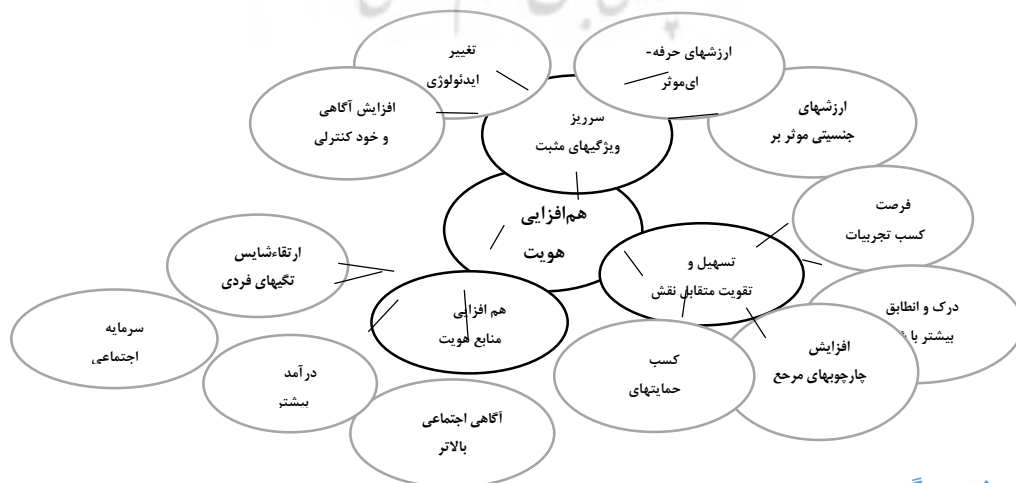 تغییر
ایدئولوژی
ارزشهای حرفه-
ای‌موثر
افزایش آگاهی
و خود کنترلی
سرریز
ویژگیهای مثبت
ارزشهای
جنسیتی موثر بر
هم‌افزایی
هویت
فرصت
کسب تجربیات
ارتقاءشایس
تگیهای فردی
تسهیل و
تقویت متقابل نقش
هم افزایی
منابع هویت
درک و انطابق
بیشتر با
سرمایه
اجتماعی
افزایش
چارچوبهای مرجع
کسب
حمایتهای
درآمد
بیشتر
آگاهی اجتماعی
بالاتر